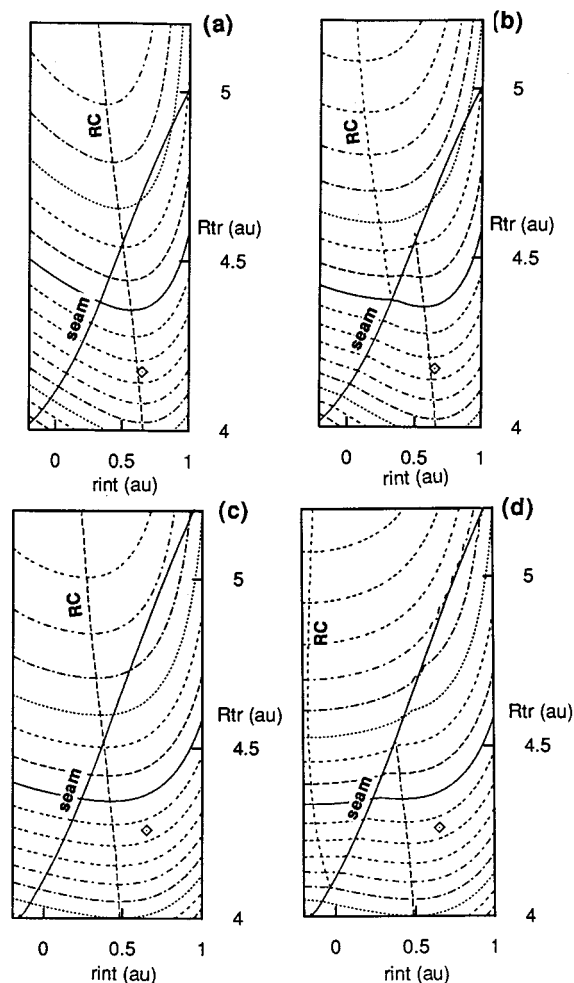 (a)
(b)
RC
RC
5
5
Rtr (au)
Rtr (au)
4.5
4.5
seam
seam
4
4
0 0.5 1
0 0.5 1
rint (au)
rint (au)
(c)
(d)
RC
RC
5
5
Rtr (au)
Rtr (au)
4.5
4.5
seam
seam
4
4
0 0.5 1
0 0.5 1
rint (au)
rint (au)